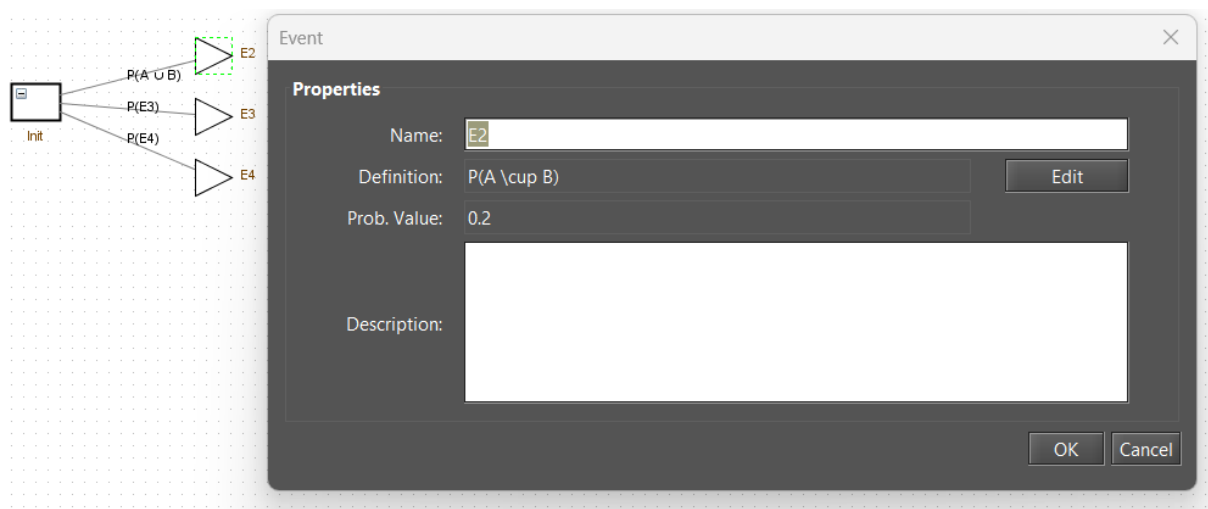 E2
P(A ∪ B)
P(E3)
E3
Init
P(E4)
E4
Event
Properties
Name: E2
Definition: P(A \cup B) Edit
Prob. Value: 0.2
Description:
OK Cancel